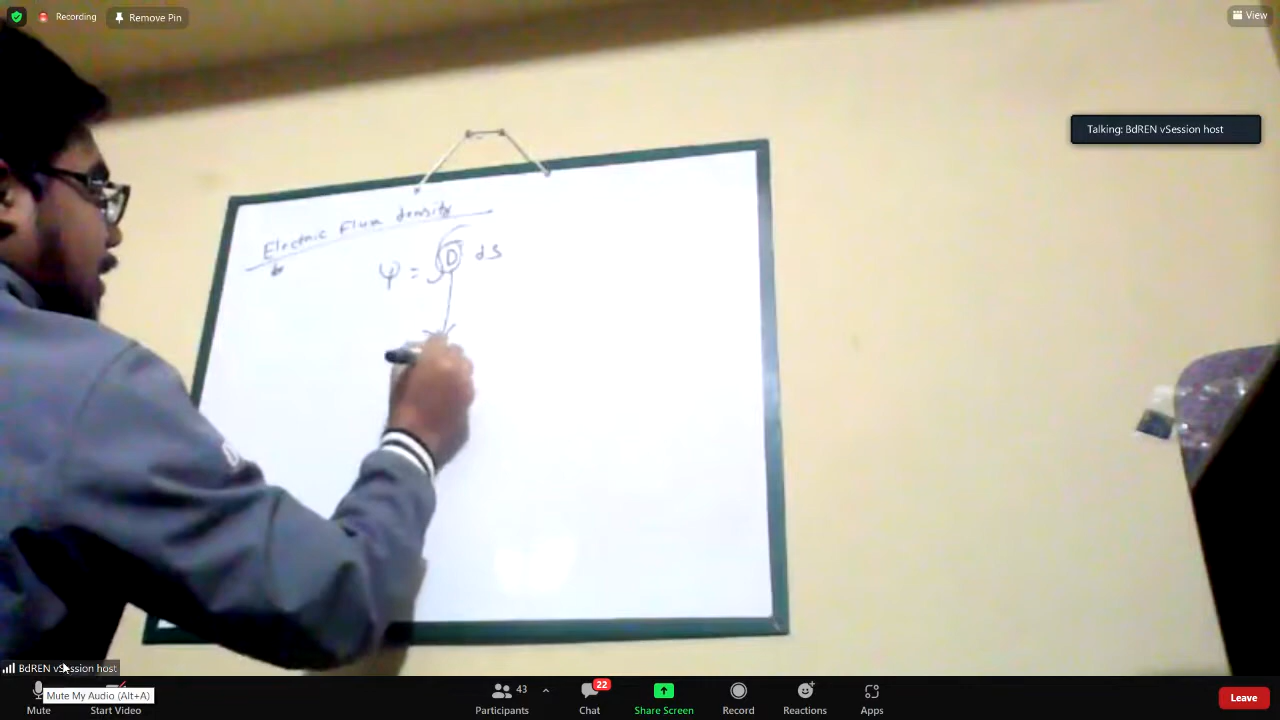 Recording
Remove Pin
View
Talking: BdREN vSession host
Electric Flux density
ψ = ∫ D ds
BdREN vSession host
Mute My Audio (Alt+A)
Mute
Start Video
Participants
43
Chat
22
Share Screen
Record
Reactions
Apps
Leave